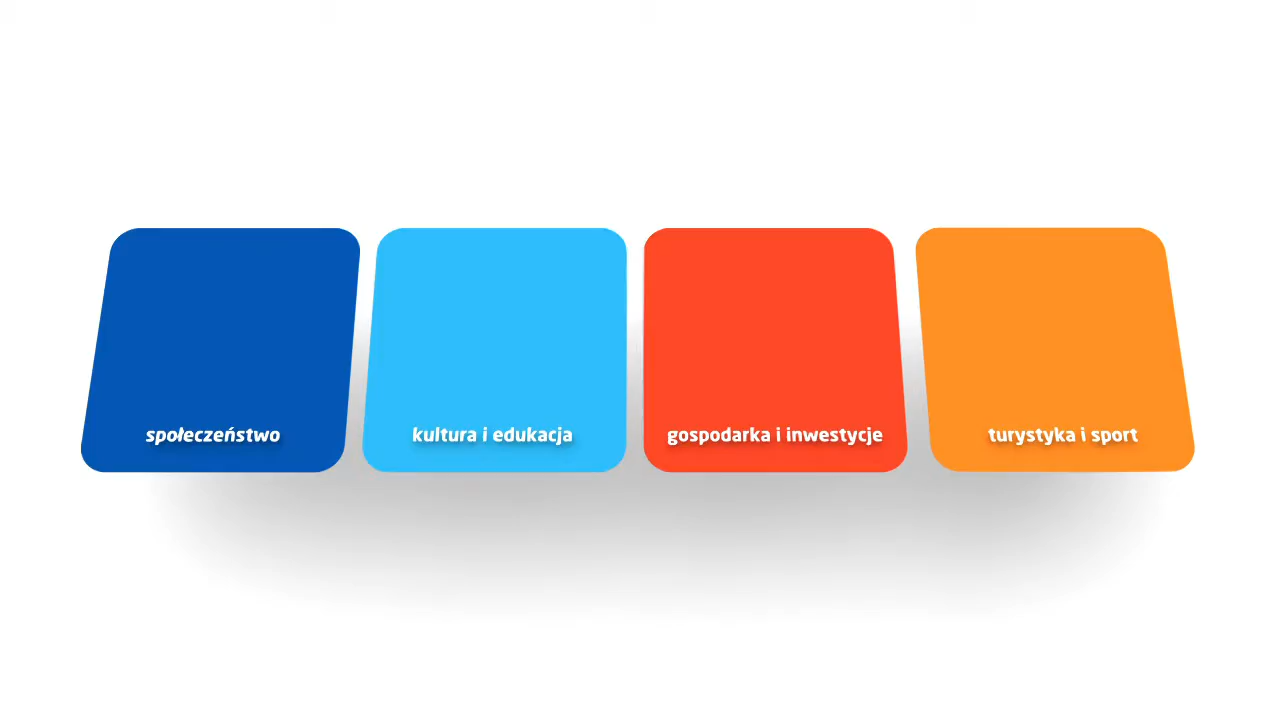 społeczeństwo
kultura i edukacja
gospodarka i inwestycje
turystyka i sport